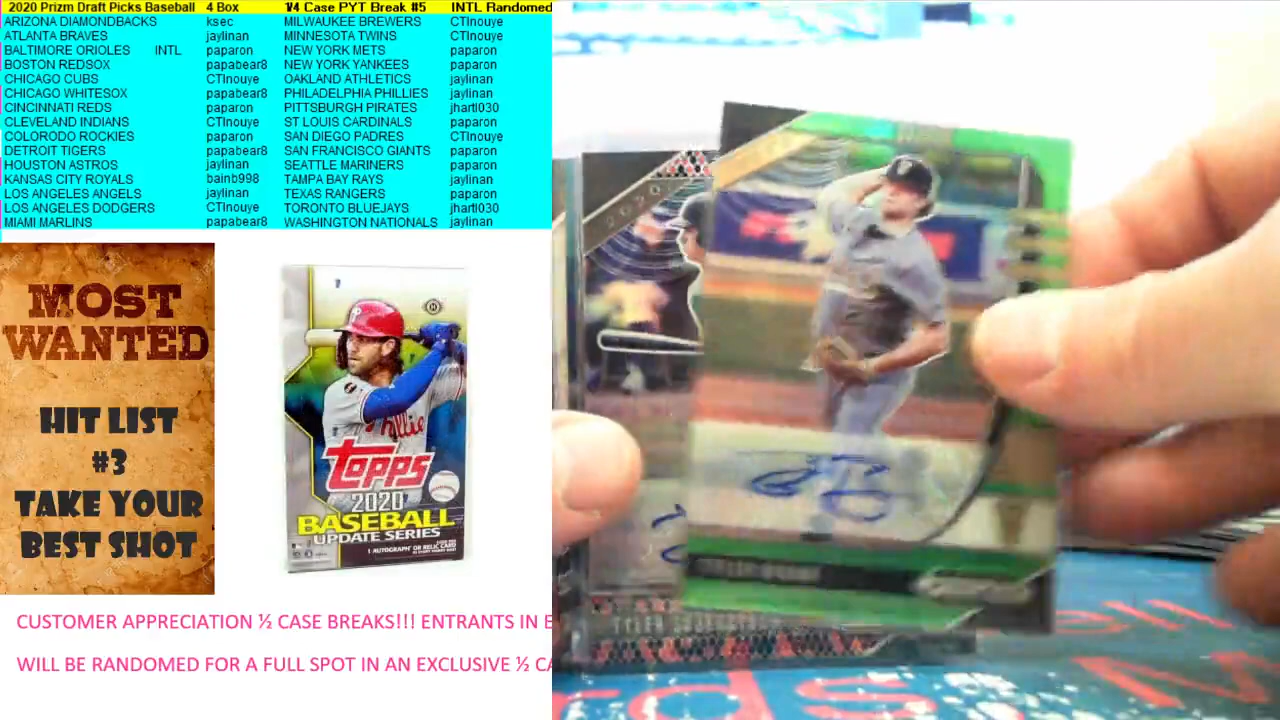 2020 Prizm Draft Picks Baseball 4 Box 1/4 Case PYT Break #5 INTL Randomed
ARIZONA DIAMONDBACKS ksec MILWAUKEE BREWERS CTInouye
ATLANTA BRAVES jaylinan MINNESOTA TWINS CTInouye
BALTIMORE ORIOLES INTL paparon NEW YORK METS paparon
BOSTON REDSOX papabear8 NEW YORK YANKEES paparon
CHICAGO CUBS CTInouye OAKLAND ATHLETICS jaylinan
CHICAGO WHITESOX papabear8 PHILADELPHIA PHILLIES jaylinan
CINCINNATI REDS paparon PITTSBURGH PIRATES jhartl030
CLEVELAND INDIANS CTInouye ST LOUIS CARDINALS paparon
COLORODO ROCKIES paparon SAN DIEGO PADRES CTInouye
DETROIT TIGERS papabear8 SAN FRANCISCO GIANTS paparon
HOUSTON ASTROS jaylinan SEATTLE MARINERS paparon
KANSAS CITY ROYALS bainb998 TAMPA BAY RAYS jaylinan
LOS ANGELES ANGELS jaylinan TEXAS RANGERS paparon
LOS ANGELES DODGERS CTInouye TORONTO BLUEJAYS jhartl030
MIAMI MARLINS papabear8 WASHINGTON NATIONALS jaylinan
MOST
WANTED
HIT LIST
#3
TAKE YOUR
BEST SHOT
Phillies
TOPPS
2020
BASEBALL
UPDATE SERIES
1 AUTOGRAPH OR RELIC CARD
CUSTOMER APPRECIATION ½ CASE BREAKS!!! ENTRANTS IN
WILL BE RANDOMED FOR A FULL SPOT IN AN EXCLUSIVE ½
2020